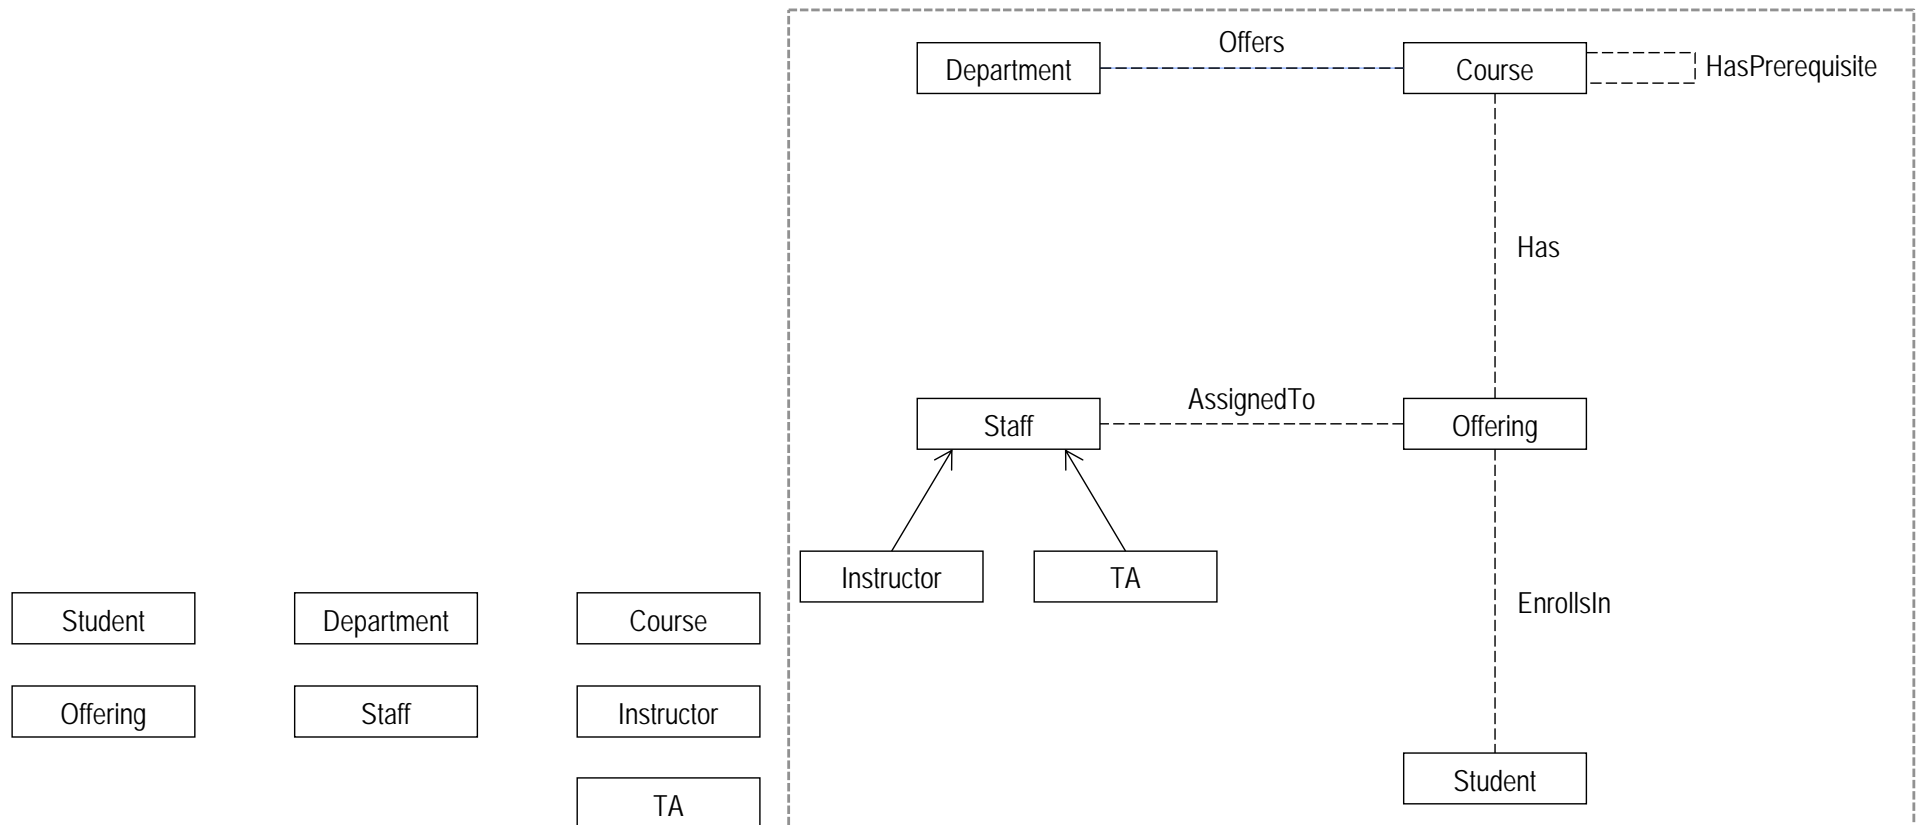 Offers
Department
Course
HasPrerequisite
Has
AssignedTo
Staff
Offering
Instructor
TA
EnrollsIn
Student
Student
Department
Course
Offering
Staff
Instructor
TA